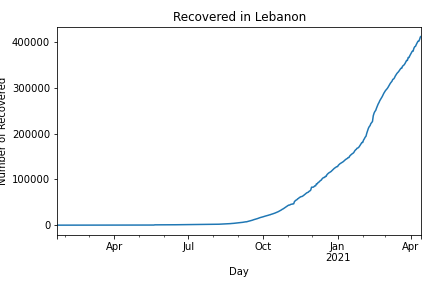 Recovered in Lebanon
Number of Recovered
400000
300000
200000
100000
0
Apr
Jul
Oct
Jan
2021
Apr
Day